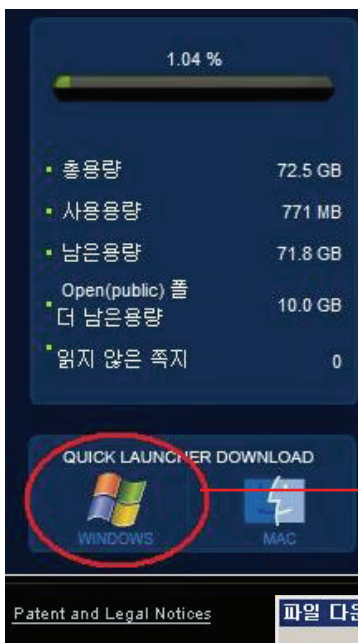 1.04 %
총용량 72.5 GB
사용용량 771 MB
남은용량 71.8 GB
Open(public) 폴
더 남은용량 10.0 GB
읽지 않은 쪽지 0
QUICK LAUNCHER DOWNLOAD
WINDOWS MAC
Patent and Legal Notices
파일 다운